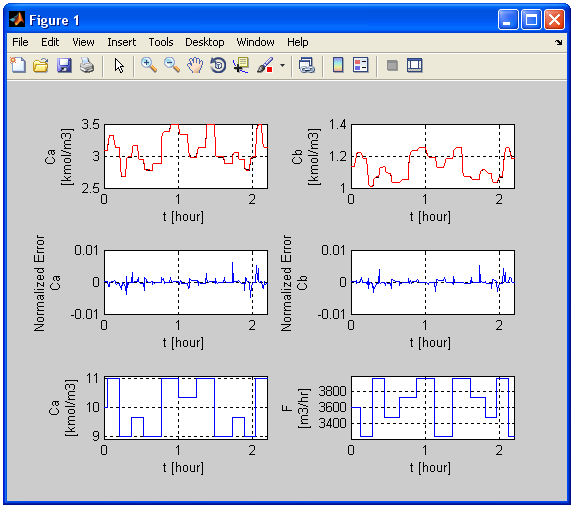 Figure 1
File Edit View Insert Tools Desktop Window Help
3.5
3
2.5
Ca
[kmol/m3]
0 1 2
t [hour]
1.4
1.2
1
Cb
[kmol/m3]
0 1 2
t [hour]
0.01
0
-0.01
Normalized Error
Ca
0 1 2
t [hour]
0.01
0
-0.01
Normalized Error
Cb
0 1 2
t [hour]
11
10
9
Ca
[kmol/m3]
0 1 2
t [hour]
3800
3600
3400
F
[m3/hr]
0 1 2
t [hour]